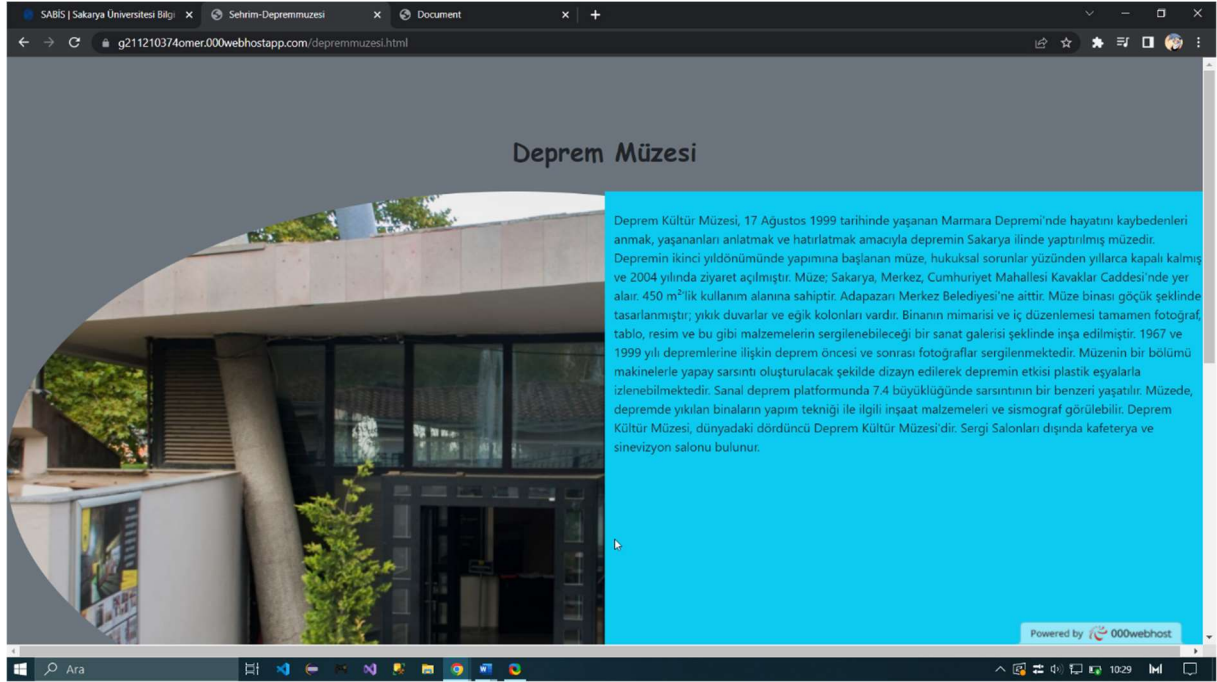 SABİS | Sakarya Üniversitesi Bilgi
Sehrim-Depremmuzesi
Document
g211210374omer.000webhostapp.com/depremmuzesi.html
Deprem Müzesi
Deprem Kültür Müzesi, 17 Ağustos 1999 tarihinde yaşanan Marmara Depremi'nde hayatını kaybedenleri
anmak, yaşananları anlatmak ve hatırlatmak amacıyla depremin Sakarya ilinde yaptırılmış müzedir.
Depremin ikinci yıldönümünde yapımına başlanan müze, hukuksal sorunlar yüzünden yıllarca kapalı kalmış
ve 2004 yılında ziyaret açılmıştır. Müze; Sakarya, Merkez, Cumhuriyet Mahallesi Kavaklar Caddesi'nde yer
alaır. 450 m²'lik kullanım alanına sahiptir. Adapazarı Merkez Belediyesi'ne aittir. Müze binası göçük şeklinde
tasarlanmıştır; yıkık duvarlar ve eğik kolonları vardır. Binanın mimarisi ve iç düzenlemesi tamamen fotoğraf,
tablo, resim ve bu gibi malzemelerin sergilenebileceği bir sanat galerisi şeklinde inşa edilmiştir. 1967 ve
1999 yılı depremlerine ilişkin deprem öncesi ve sonrası fotoğraflar sergilenmektedir. Müzenin bir bölümü
makinelerle yapay sarsıntı oluşturulacak şekilde dizayn edilerek depremin etkisi plastik eşyalarla
izlenebilmektedir. Sanal deprem platformunda 7.4 büyüklüğünde sarsıntının bir benzeri yaşatılır. Müzede,
depremde yıkılan binaların yapım tekniği ile ilgili inşaat malzemeleri ve sismograf görülebilir. Deprem
Kültür Müzesi, dünyadaki dördüncü Deprem Kültür Müzesi'dir. Sergi Salonları dışında kafeterya ve
sinevizyon salonu bulunur.
Powered by 000webhost
Ara
10:29